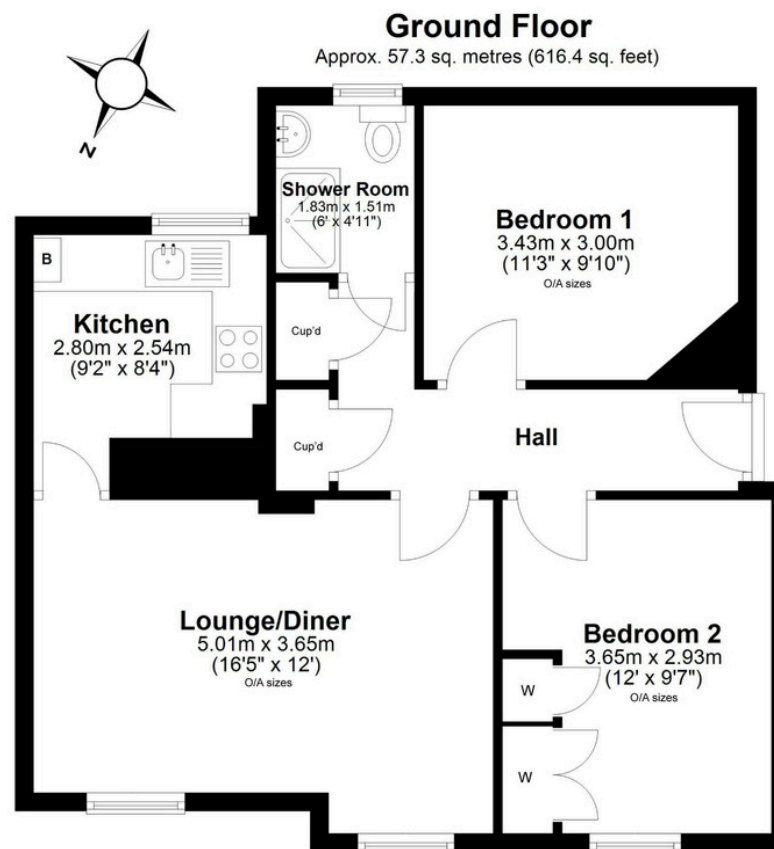 Ground Floor
Approx. 57.3 sq. metres (616.4 sq. feet)
N
Shower Room
1.83m x 1.51m
(6' x 4'11")
Bedroom 1
3.43m x 3.00m
(11'3" x 9'10")
O/A sizes
B
Kitchen
2.80m x 2.54m
(9'2" x 8'4")
Cup'd
Cup'd
Hall
Lounge/Diner
5.01m x 3.65m
(16'5" x 12')
O/A sizes
Bedroom 2
3.65m x 2.93m
(12' x 9'7")
O/A sizes
W
W